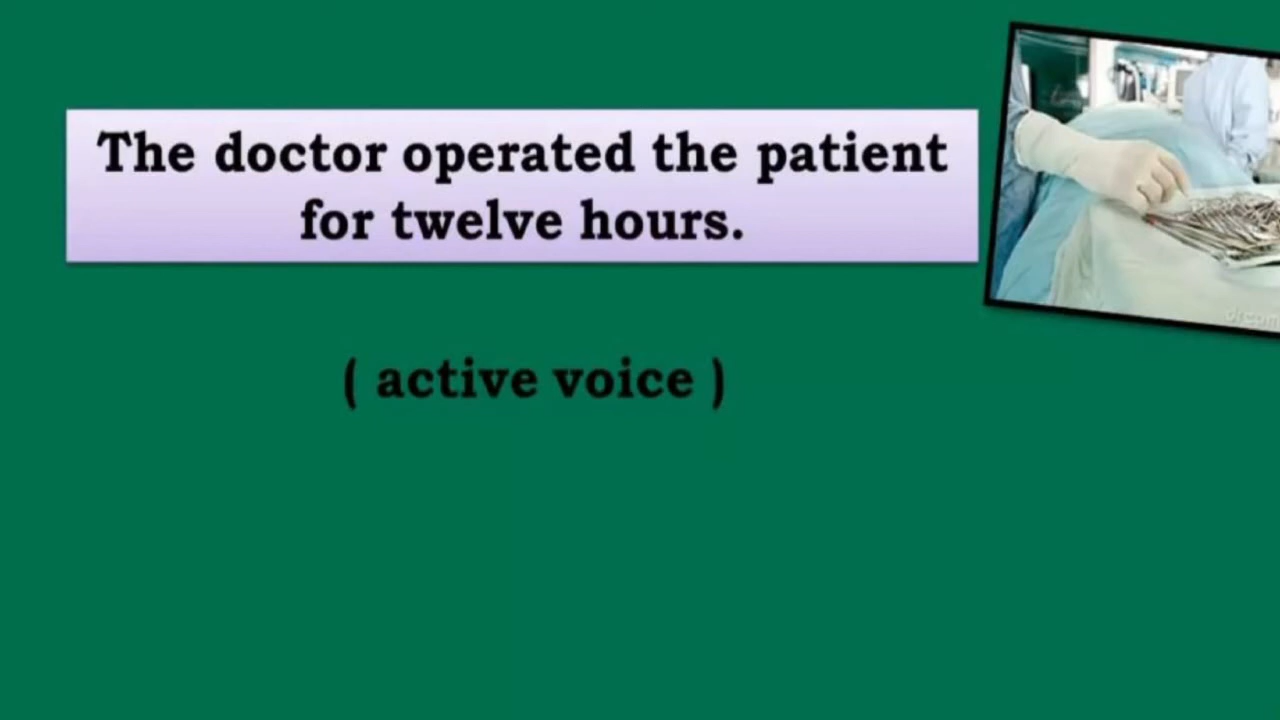 The doctor operated the patient
for twelve hours.
( active voice )